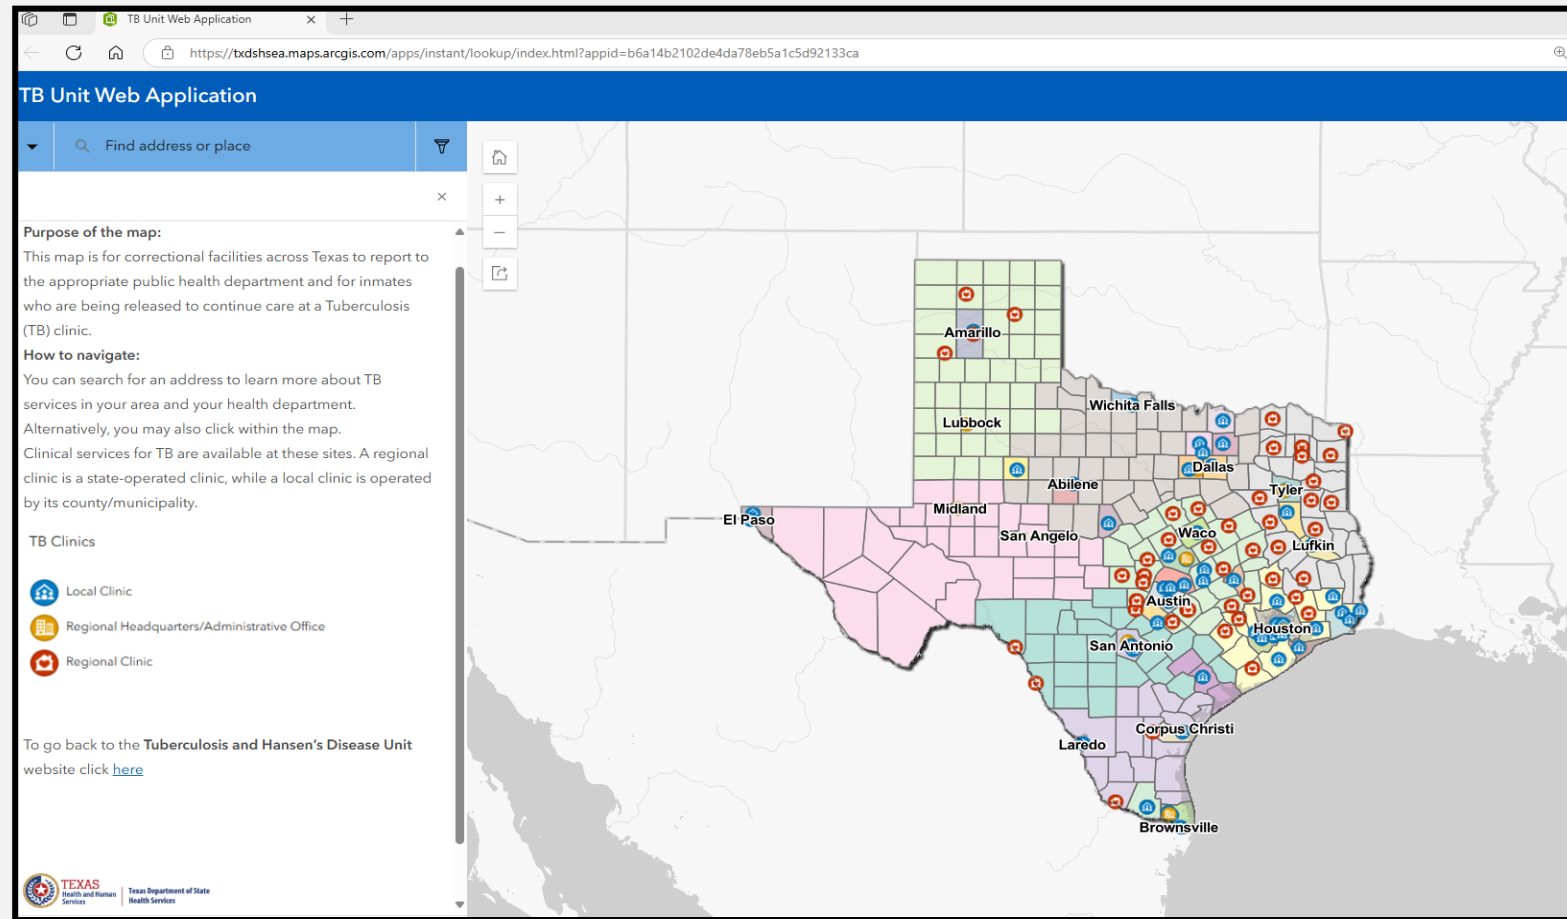 TB Unit Web Application
https://txdshsea.maps.arcgis.com/apps/instant/lookup/index.html?appid=b6a14b2102de4da78eb5a1c5d92133ca
TB Unit Web Application
Find address or place
Purpose of the map:
This map is for correctional facilities across Texas to report to
the appropriate public health department and for inmates
who are being released to continue care at a Tuberculosis
(TB) clinic.
How to navigate:
You can search for an address to learn more about TB
services in your area and your health department.
Alternatively, you may also click within the map.
Clinical services for TB are available at these sites. A regional
clinic is a state-operated clinic, while a local clinic is operated
by its county/municipality.
TB Clinics
Local Clinic
Regional Headquarters/Administrative Office
Regional Clinic
To go back to the Tuberculosis and Hansen's Disease Unit
website click here
TEXAS
Health and Human
Services
Texas Department of State
Health Services
Amarillo
Wichita Falls
Lubbock
Dallas
Abilene
Tyler
Midland
El Paso
San Angelo
Waco
Lufkin
Austin
Houston
San Antonio
Corpus Christi
Laredo
Brownsville